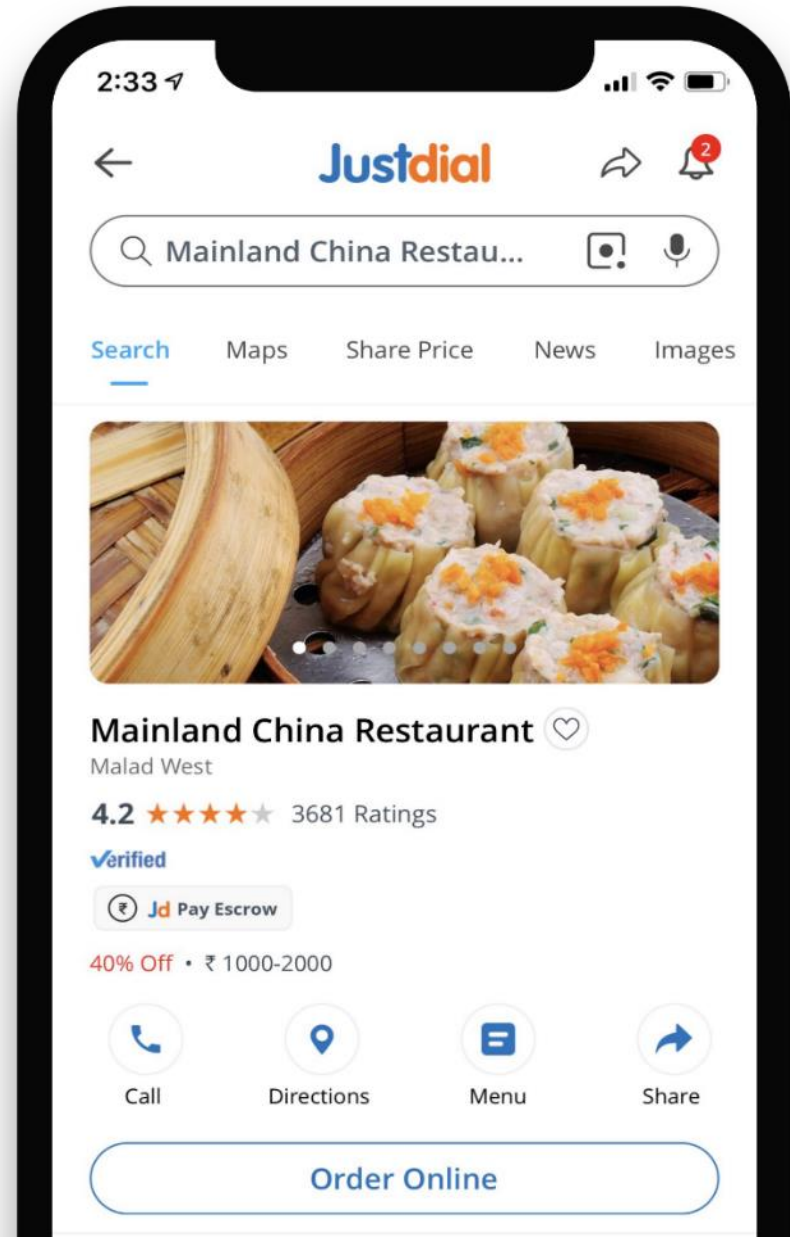 2:33
Justdial
2
Mainland China Restau...
Search Maps Share Price News Images
Mainland China Restaurant
Malad West
4.2 3681 Ratings
Verified
₹ Jd Pay Escrow
40% Off • ₹ 1000-2000
Call Directions Menu Share
Order Online